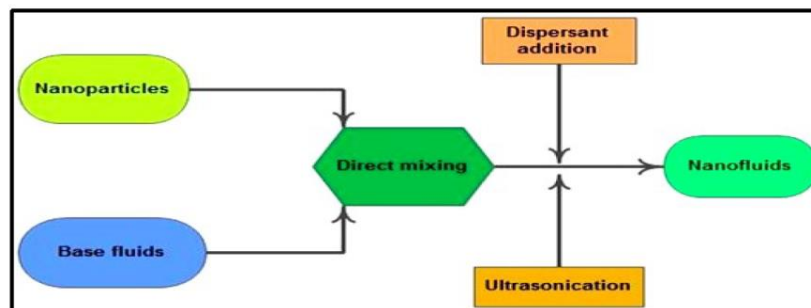 Dispersant
addition
Nanoparticles
Direct mixing
Nanofluids
Base fluids
Ultrasonication